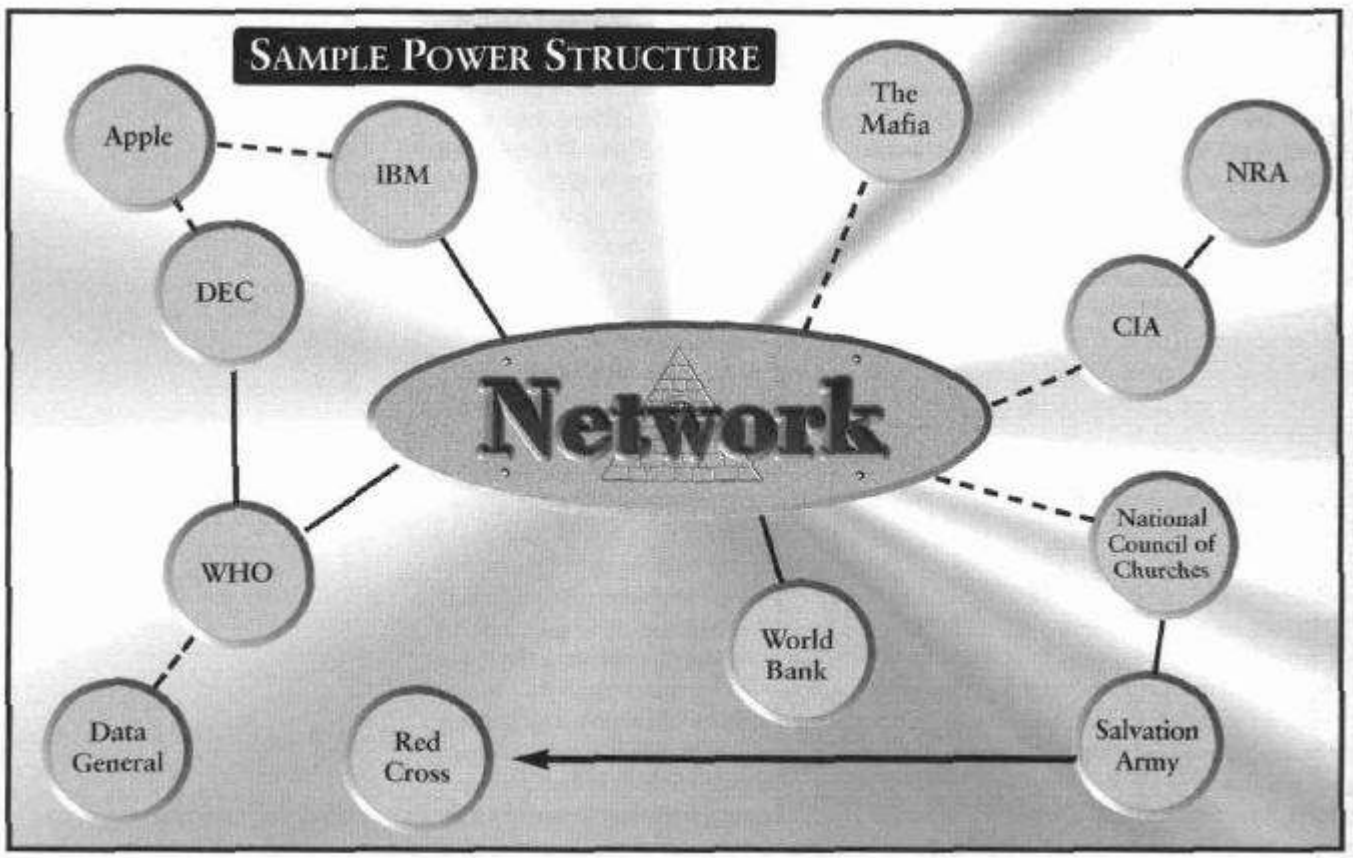 SAMPLE POWER STRUCTURE
The
Mafia
Apple
IBM
NRA
DEC
CIA
Network
National
Council of
Churches
WHO
World
Bank
Data
General
Red
Cross
Salvation
Army